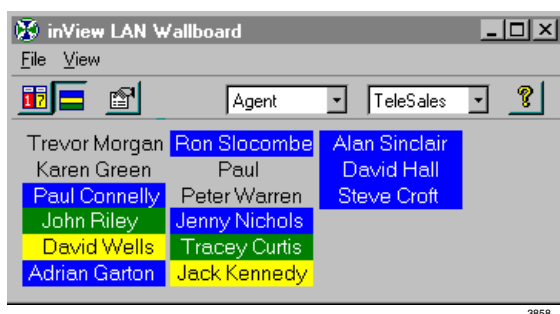 inView LAN Wallboard
File View
17 Agent TeleSales ?
Trevor Morgan Ron Slocombe Alan Sinclair
Karen Green Paul David Hall
Paul Connelly Peter Warren Steve Croft
John Riley Jenny Nichols
David Wells Tracey Curtis
Adrian Garton Jack Kennedy
3858